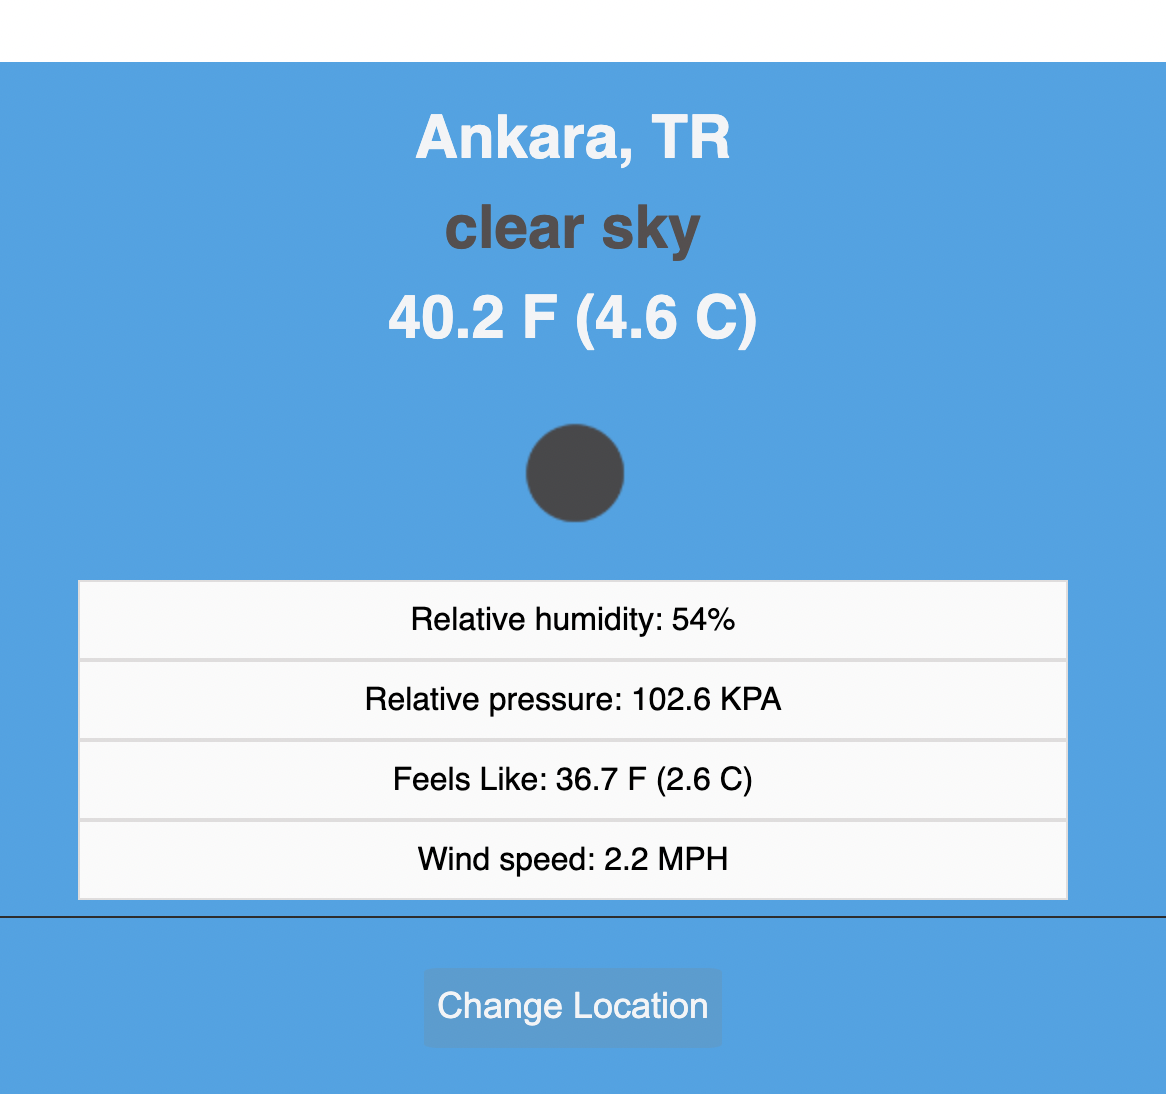 Ankara, TR
clear sky
40.2 F (4.6 C)
Relative humidity: 54%
Relative pressure: 102.6 KPA
Feels Like: 36.7 F (2.6 C)
Wind speed: 2.2 MPH
Change Location